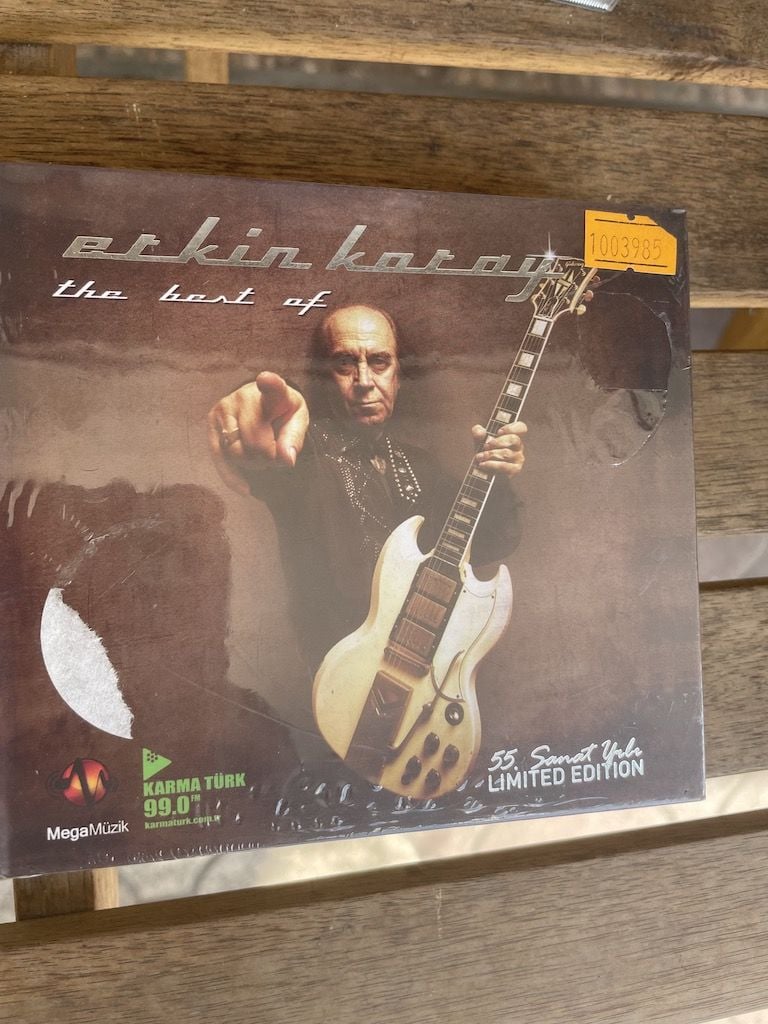 erkin koray
1003985
the best of
55. Sanat Yılı
LIMITED EDITION
KARMA TÜRK
99.0 FM
karmaturk.com.tr
MegaMüzik